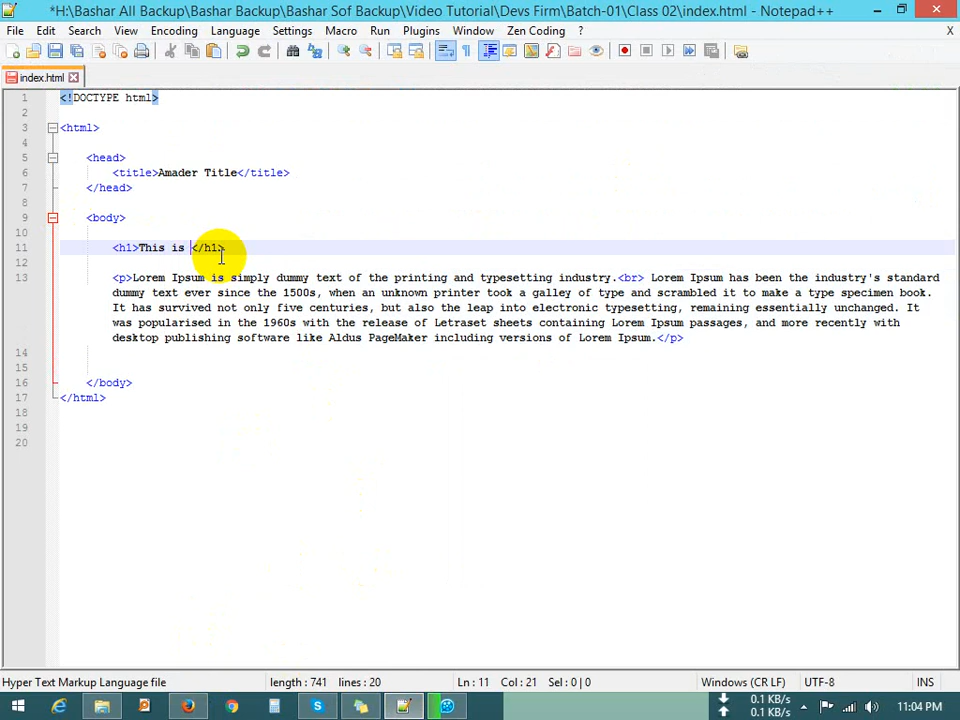 *H:\Bashar All Backup\Bashar Backup\Bashar Sof Backup\Video Tutorial\Devs Firm\Batch-01\Class 02\index.html - Notepad++
File Edit Search View Encoding Language Settings Macro Run Plugins Window Zen Coding ? X
index.html
1 <!DOCTYPE html>
2
3 <html>
4
5 <head>
6 <title>Amader Title</title>
7 </head>
8
9 <body>
10
11 <h1>This is </h1>
12
13 <p>Lorem Ipsum is simply dummy text of the printing and typesetting industry.<br> Lorem Ipsum has been the industry's standard
dummy text ever since the 1500s, when an unknown printer took a galley of type and scrambled it to make a type specimen book.
It has survived not only five centuries, but also the leap into electronic typesetting, remaining essentially unchanged. It
was popularised in the 1960s with the release of Letraset sheets containing Lorem Ipsum passages, and more recently with
desktop publishing software like Aldus PageMaker including versions of Lorem Ipsum.</p>
14
15
16 </body>
17 </html>
18
19
20
Hyper Text Markup Language file length : 741 lines : 20 Ln : 11 Col : 21 Sel : 0 | 0 Windows (CR LF) UTF-8 INS
0.1 KB/s
0.1 KB/s
11:04 PM